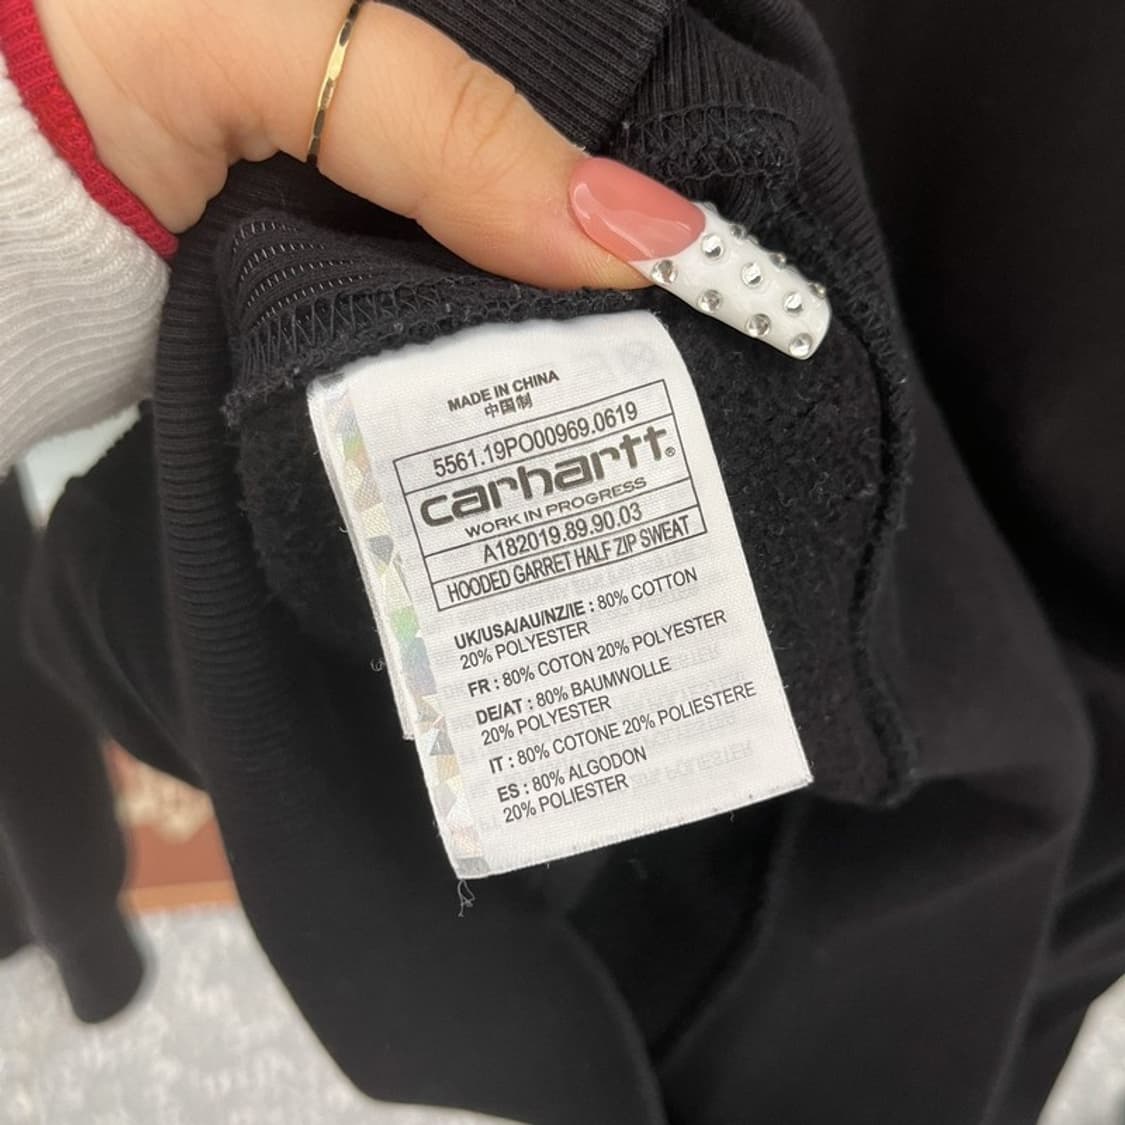 MADE IN CHINA
中国制
5561.19PO00969.0619
carhartt®
WORK IN PROGRESS
A182019.89.90.03
HOODED GARRET HALF ZIP SWEAT
UK/USA/AU/NZ/IE : 80% COTTON
20% POLYESTER
FR : 80% COTON 20% POLYESTER
DE/AT : 80% BAUMWOLLE
20% POLYESTER
IT : 80% COTONE 20% POLIESTERE
ES : 80% ALGODON
20% POLIESTER